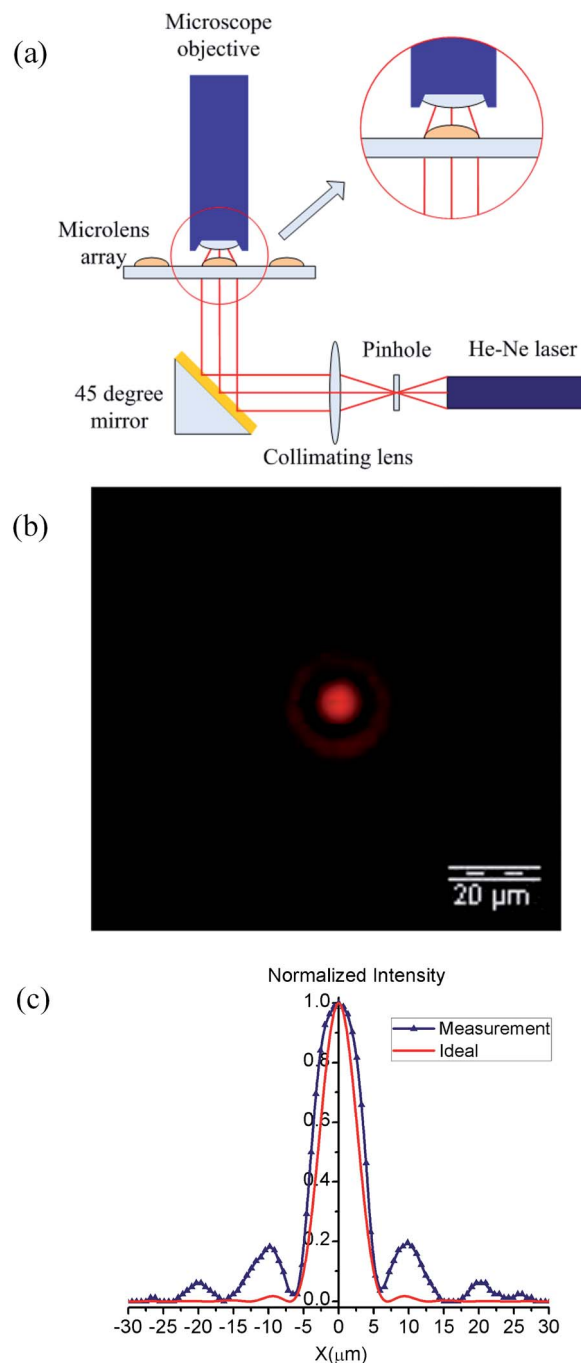 (a)
Microscope
objective
Microlens
array
45 degree
mirror
Pinhole
He-Ne laser
Collimating lens
(b)
20 μm
(c)
Normalized Intensity
Measurement
Ideal
1.0
0.8
0.6
0.4
0.2
0.0
-30 -25 -20 -15 -10 -5 0 5 10 15 20 25 30
X(μm)